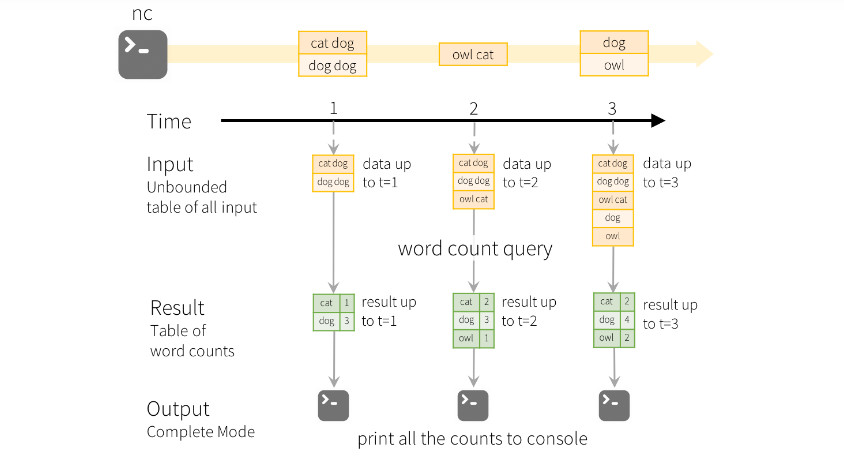 nc
>-
cat dog
dog dog
owl cat
dog
owl
Time
1
2
3
Input
Unbounded
table of all input
cat dog
dog dog
data up
to t=1
cat dog
dog dog
owl cat
data up
to t=2
cat dog
dog dog
owl cat
dog
owl
data up
to t=3
word count query
Result
Table of
word counts
cat 1
dog 3
result up
to t=1
cat 2
dog 3
owl 1
result up
to t=2
cat 2
dog 4
owl 2
result up
to t=3
Output
Complete Mode
>-
>-
>-
print all the counts to console